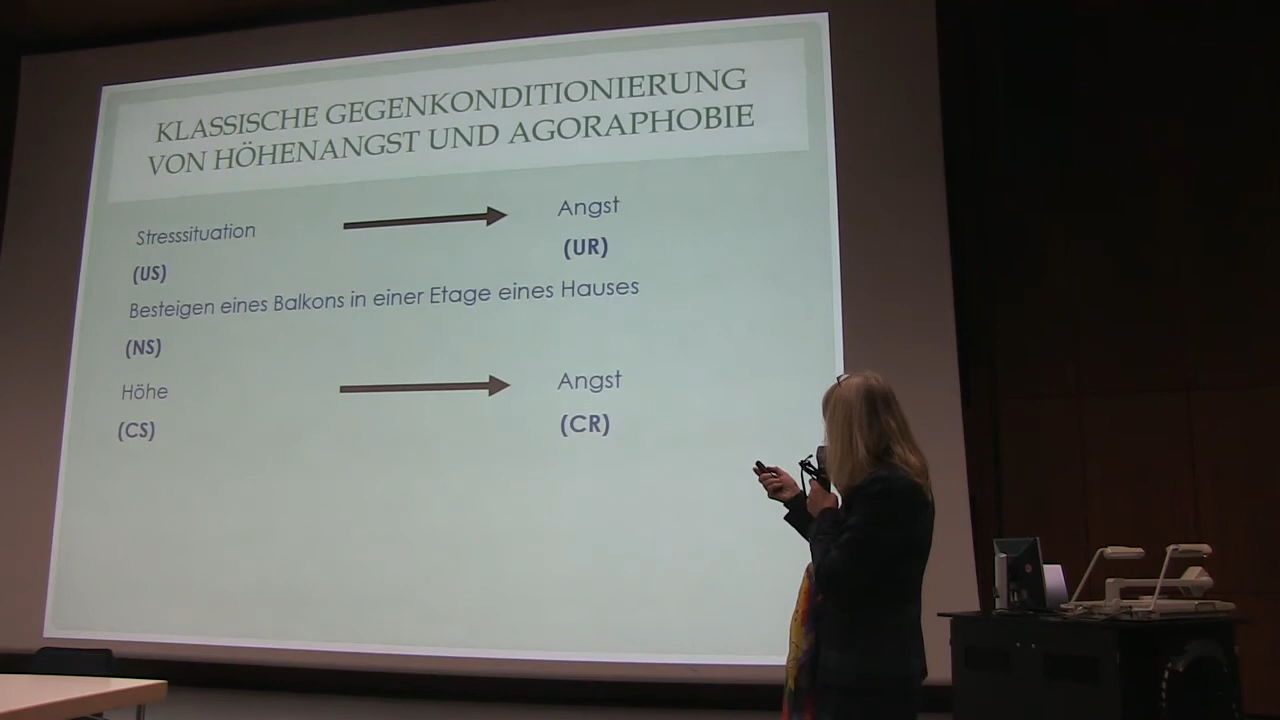 KLASSISCHE GEGENKONDITIONIERUNG
VON HÖHENANGST UND AGORAPHOBIE
Stresssituation
Angst
(US)
(UR)
Besteigen eines Balkons in einer Etage eines Hauses
(NS)
Höhe
Angst
(CS)
(CR)